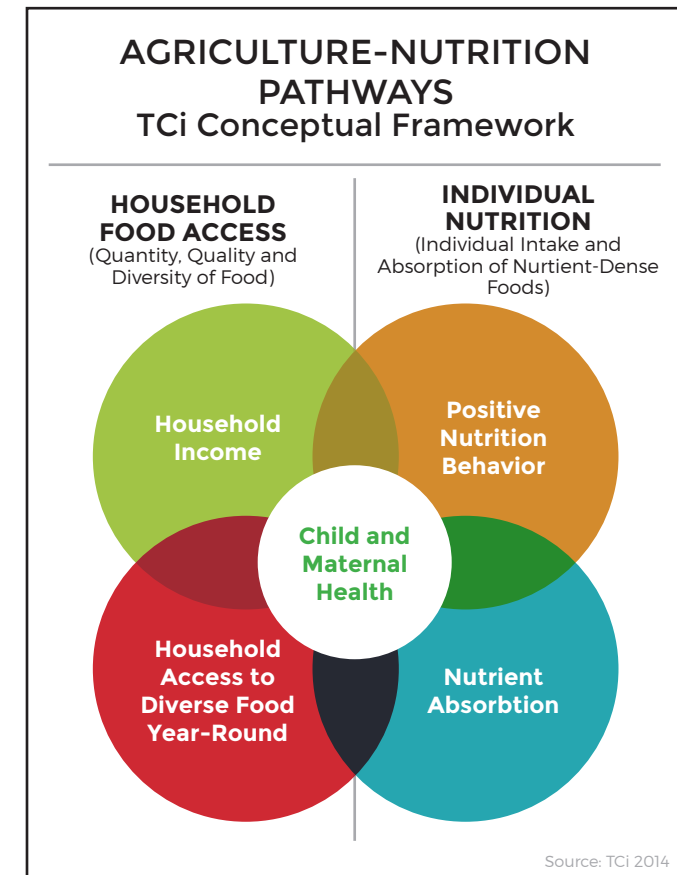 AGRICULTURE-NUTRITION
PATHWAYS
TCi Conceptual Framework
HOUSEHOLD
FOOD ACCESS
(Quantity, Quality and
Diversity of Food)
INDIVIDUAL
NUTRITION
(Individual Intake and
Absorption of Nurtient-Dense
Foods)
Household
Income
Positive
Nutrition
Behavior
Child and
Maternal
Health
Household
Access to
Diverse Food
Year-Round
Nutrient
Absorbtion
Source: TCi 2014